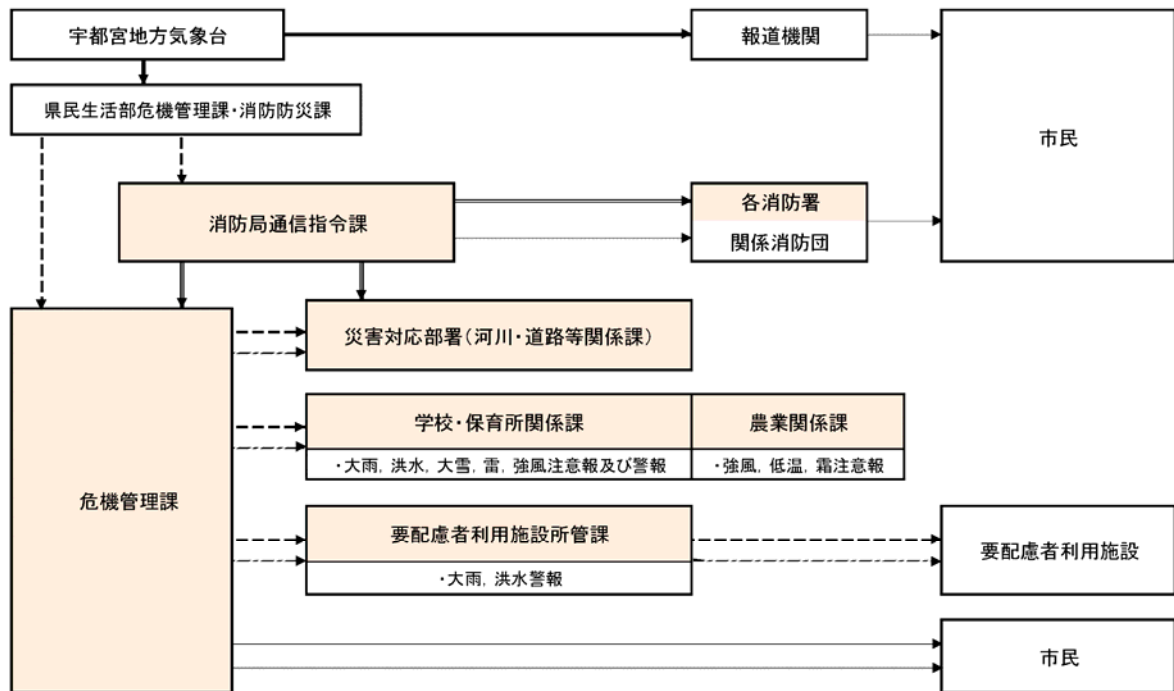 宇都宮地方気象台
報道機関
県民生活部危機管理課・消防防災課
市民
消防局通信指令課
各消防署
関係消防団
災害対応部署(河川・道路等関係課)
学校・保育所関係課
農業関係課
・大雨, 洪水, 大雪, 雷, 強風注意報及び警報
・強風, 低温, 霜注意報
危機管理課
要配慮者利用施設所管課
・大雨, 洪水警報
要配慮者利用施設
市民